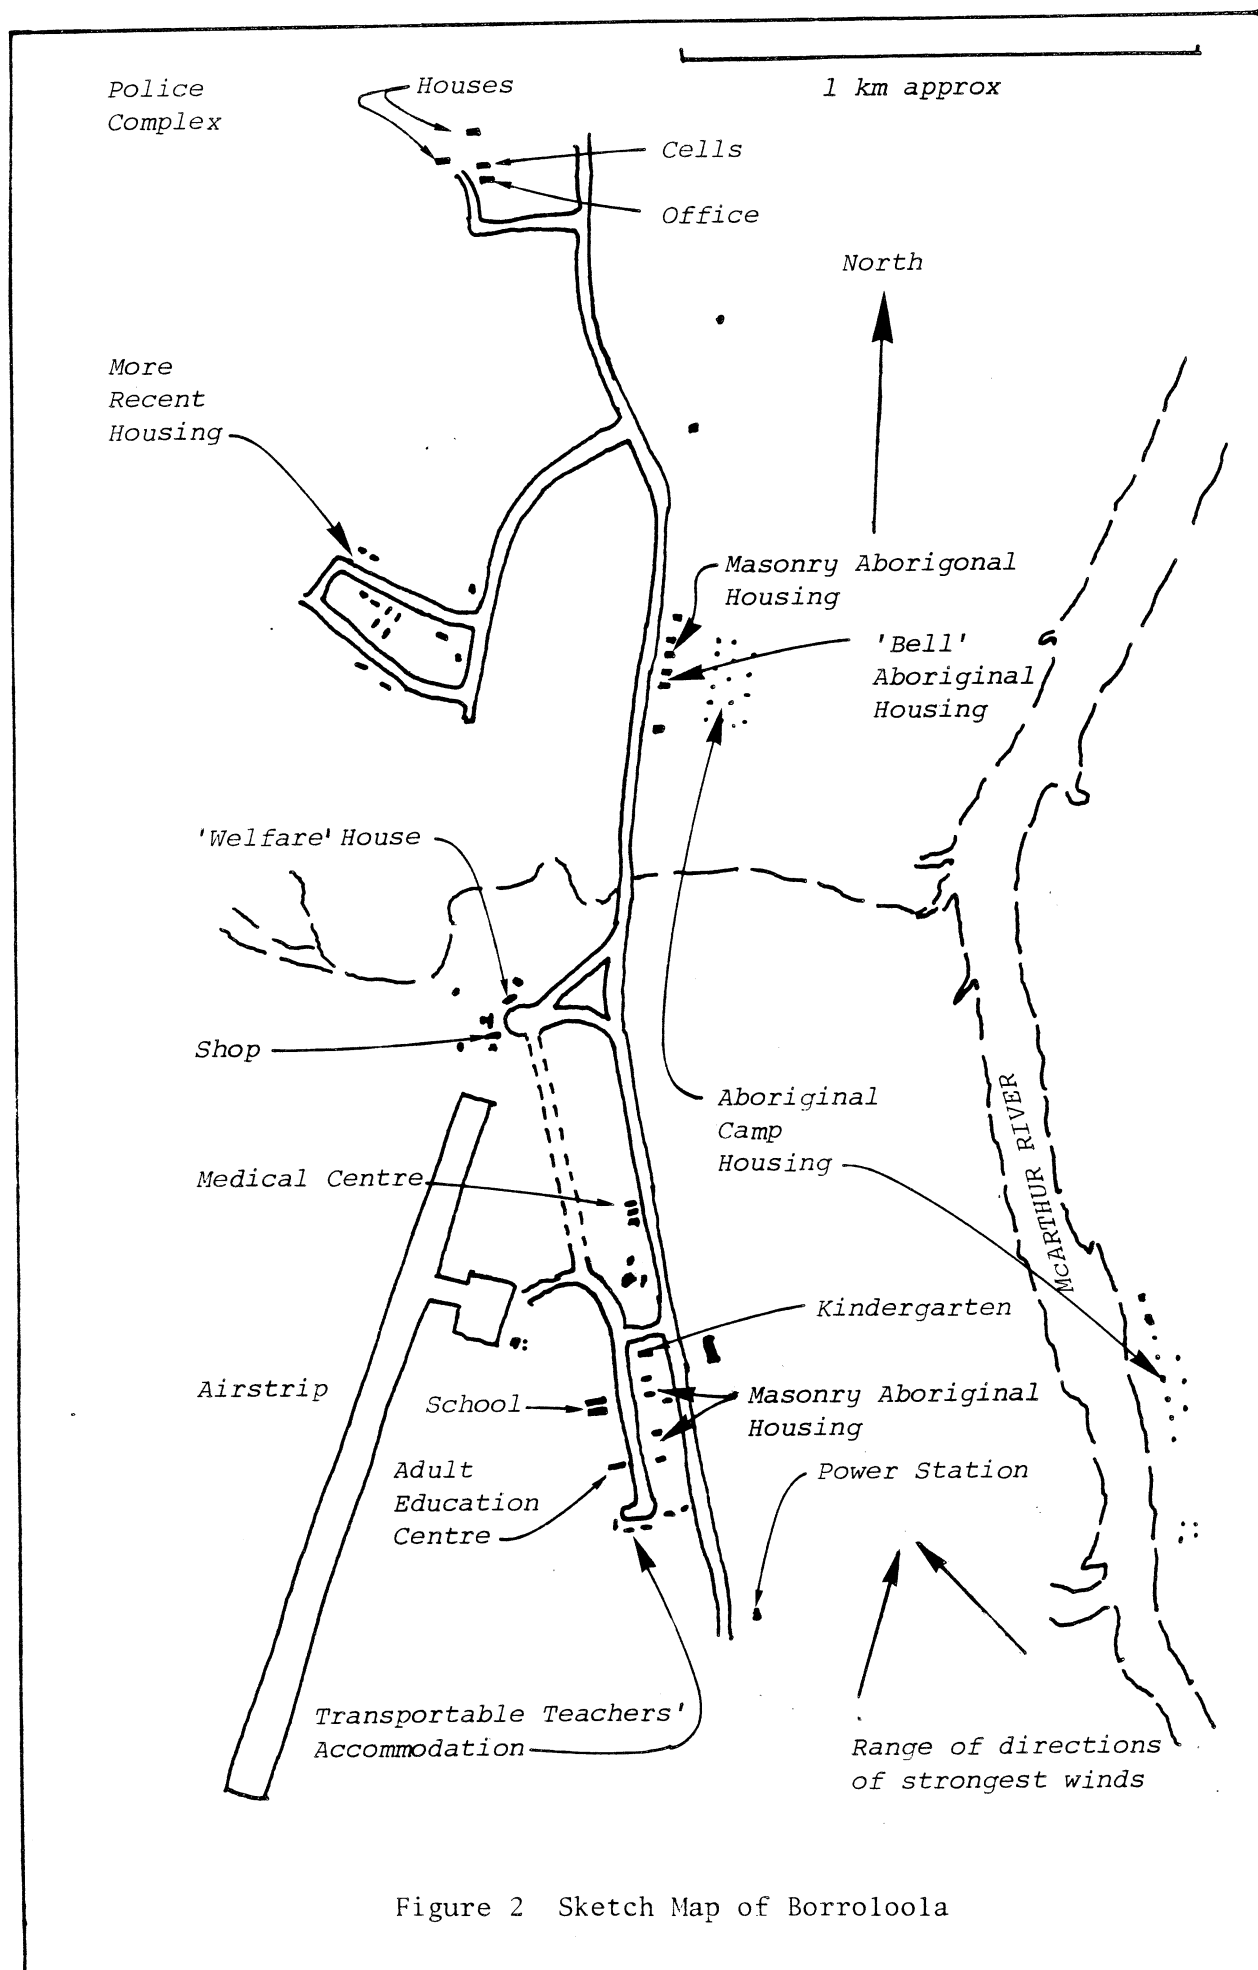 Police
Complex
Houses
1 km approx
Cells
Office
North
More
Recent
Housing
Masonry Aborigonal
Housing
'Bell'
Aboriginal
Housing
'Welfare' House
Shop
Aboriginal
Camp
Housing
McARTHUR RIVER
Medical Centre
Kindergarten
Airstrip
School
Masonry Aboriginal
Housing
Adult
Education
Centre
Power Station
Transportable Teachers'
Accommodation
Range of directions
of strongest winds
Figure 2 Sketch Map of Borroloola